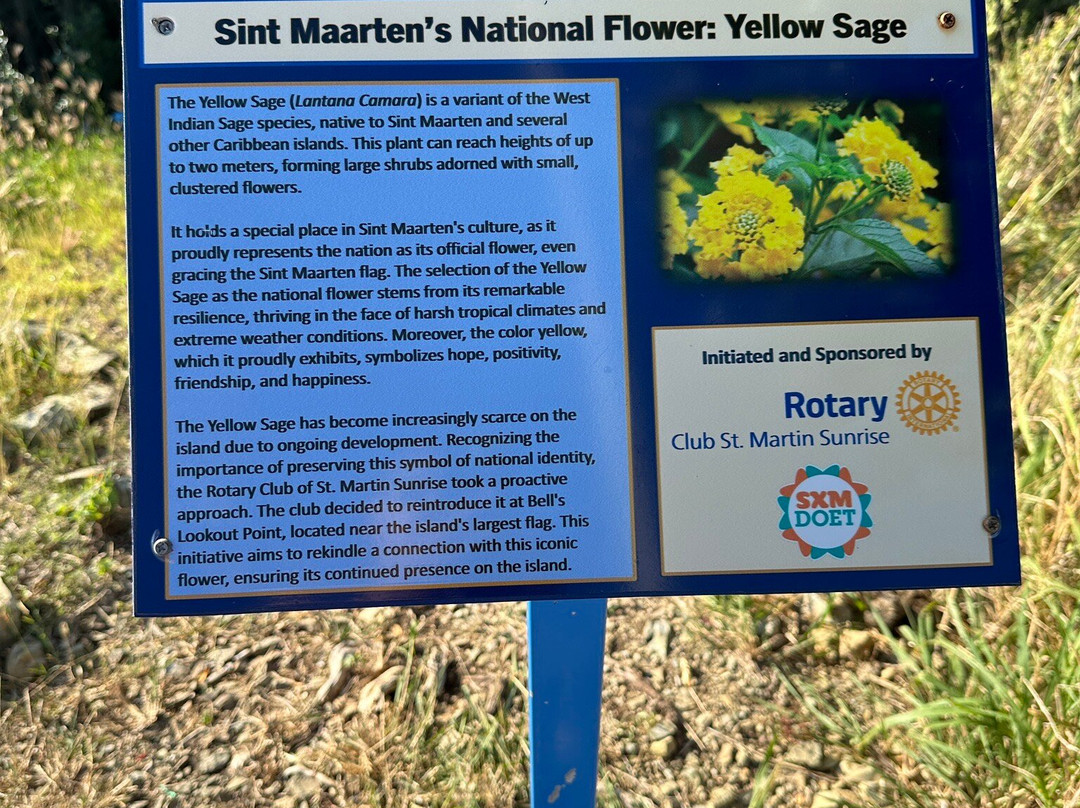 Sint Maarten's National Flower: Yellow Sage
The Yellow Sage (Lantana Camara) is a variant of the West
Indian Sage species, native to Sint Maarten and several
other Caribbean islands. This plant can reach heights of up
to two meters, forming large shrubs adorned with small,
clustered flowers.
It holds a special place in Sint Maarten's culture, as it
proudly represents the nation as its official flower, even
gracing the Sint Maarten flag. The selection of the Yellow
Sage as the national flower stems from its remarkable
resilience, thriving in the face of harsh tropical climates and
extreme weather conditions. Moreover, the color yellow,
which it proudly exhibits, symbolizes hope, positivity,
friendship, and happiness.
The Yellow Sage has become increasingly scarce on the
island due to ongoing development. Recognizing the
importance of preserving this symbol of national identity,
the Rotary Club of St. Martin Sunrise took a proactive
approach. The club decided to reintroduce it at Bell's
Lookout Point, located near the island's largest flag. This
initiative aims to rekindle a connection with this iconic
flower, ensuring its continued presence on the island.
Initiated and Sponsored by
Rotary
Club St. Martin Sunrise
SXM
DOET